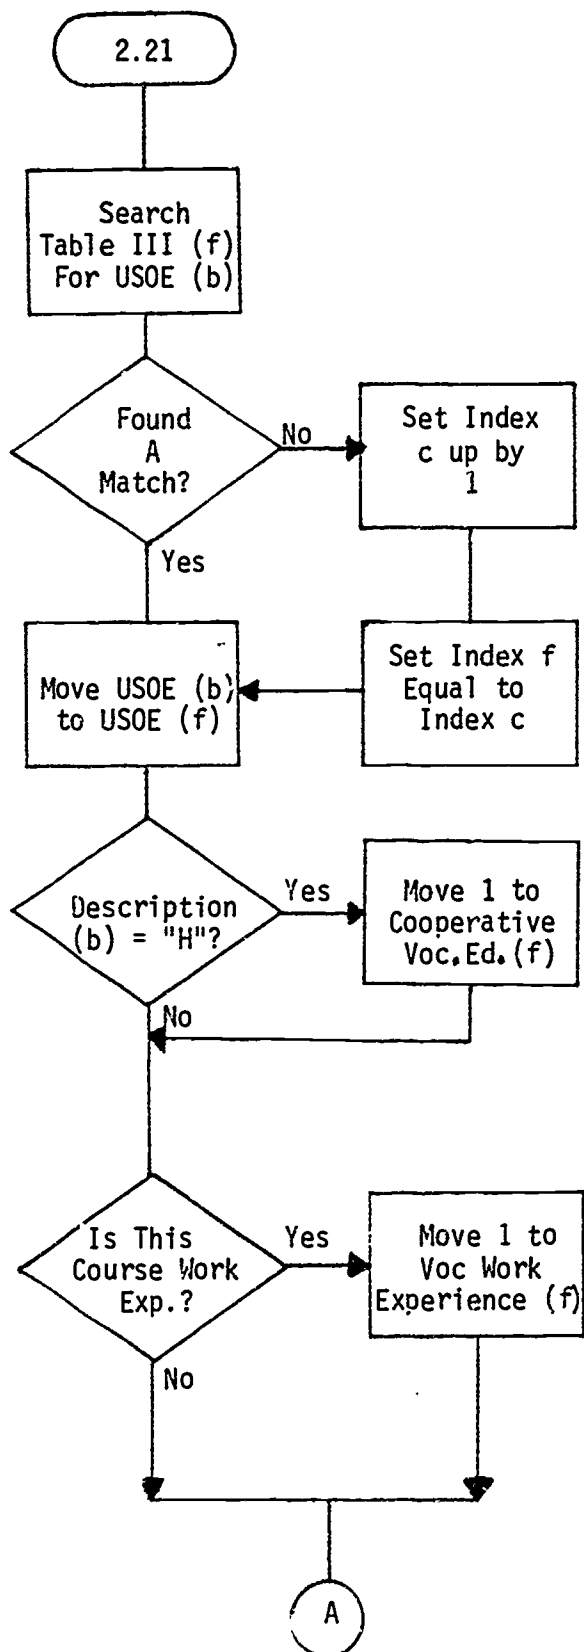 2.21
Search
Table III (f)
For USOE (b)
Found
A
Match?
No
Set Index
c up by
1
Yes
Set Index f
Equal to
Index c
Move USOE (b)
to USOE (f)
Description
(b) = "H"?
Yes
Move 1 to
Cooperative
Voc.Ed.(f)
No
Is This
Course Work
Exp.?
Yes
Move 1 to
Voc Work
Experience (f)
No
A